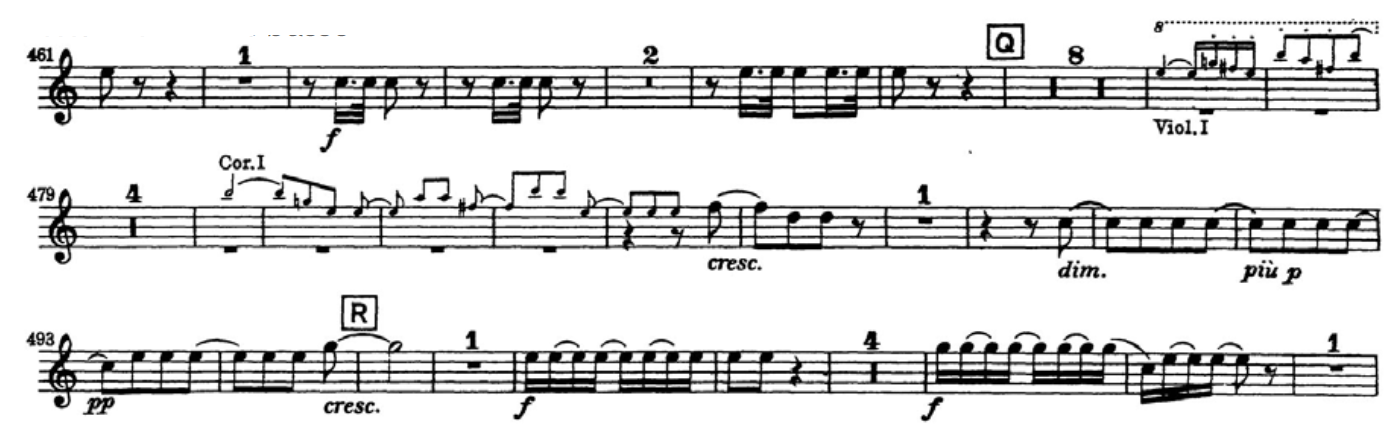 Q
461 1 2 8 8
f Viol. I
Cor. I
479 4 1
cresc. dim. più p
R
493 1 4 1
pp cresc. f f